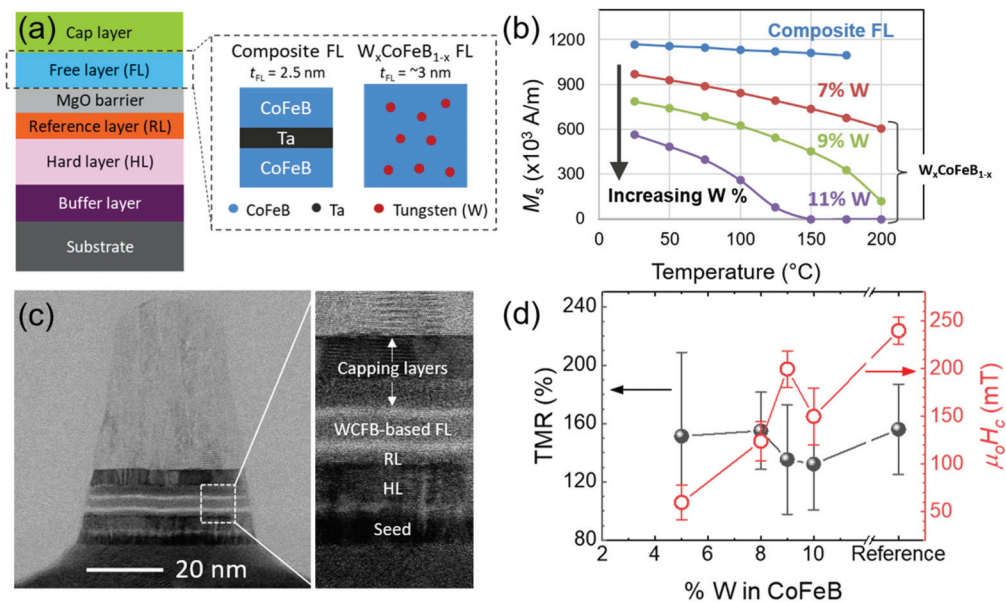 (a)
Cap layer
Free layer (FL)
MgO barrier
Reference layer (RL)
Hard layer (HL)
Buffer layer
Substrate
Composite FL
t_FL = 2.5 nm
CoFeB
Ta
CoFeB
WₓCoFeB₁₋ₓ FL
t_FL = ~3 nm
CoFeB
Ta
Tungsten (W)
(b)
Mₛ (x10³ A/m)
1200
900
600
300
0
0
50
100
150
200
Temperature (°C)
Composite FL
7% W
9% W
11% W
Increasing W %
WₓCoFeB₁₋ₓ
(c)
20 nm
Capping layers
WCFB-based FL
RL
HL
Seed
(d)
TMR (%)
240
200
160
120
80
2
4
6
8
10
Reference
% W in CoFeB
250
200
150
100
50
μₒH꜀ (mT)